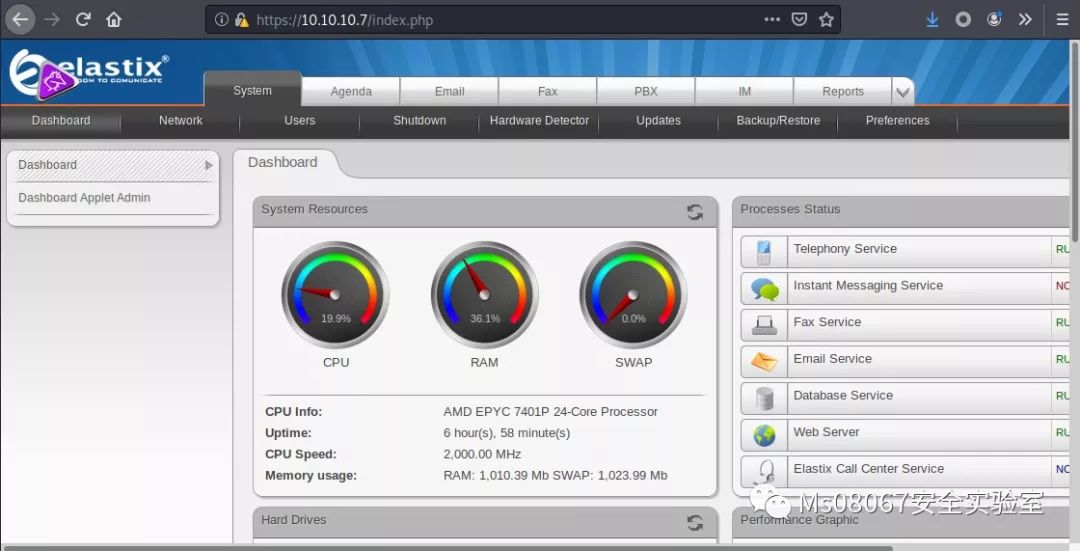 https://10.10.10.7/index.php
elastix®
FREEDOM TO COMUNICATE
System Agenda Email Fax PBX IM Reports
Dashboard Network Users Shutdown Hardware Detector Updates Backup/Restore Preferences
Dashboard
Dashboard Applet Admin
Dashboard
System Resources
19.9% 36.1% 0.0%
CPU RAM SWAP
CPU Info: AMD EPYC 7401P 24-Core Processor
Uptime: 6 hour(s), 58 minute(s)
CPU Speed: 2,000.00 MHz
Memory usage: RAM: 1,010.39 Mb SWAP: 1,023.99 Mb
Hard Drives
Processes Status
Telephony Service RU
Instant Messaging Service NO
Fax Service RU
Email Service RU
Database Service RU
Web Server RU
Elastix Call Center Service NO
Performance Graphic
Ms08067安全实验室